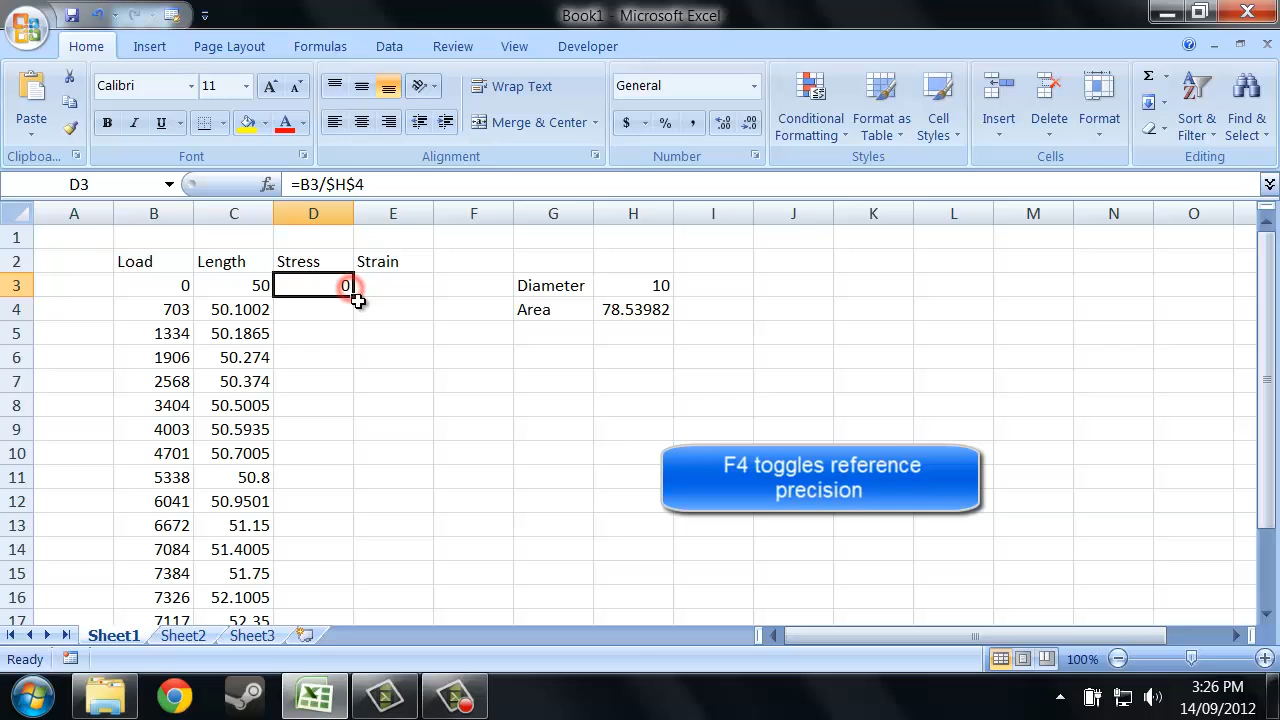 Book1 - Microsoft Excel
Home Insert Page Layout Formulas Data Review View Developer
Paste
Calibri 11
B I U A
Wrap Text
Merge & Center
General
$ % ,
Conditional Formatting
Format as Table
Cell Styles
Insert Delete Format
Σ
Sort & Filter
Find & Select
Clipboa... Font Alignment Number Styles Cells Editing
D3 fx =B3/$H$4
A B C D E F G H I J K L M N O
1
2 Load Length Stress Strain
3 0 50 0 Diameter 10
4 703 50.1002 Area 78.53982
5 1334 50.1865
6 1906 50.274
7 2568 50.374
8 3404 50.5005
9 4003 50.5935
10 4701 50.7005
11 5338 50.8
12 6041 50.9501
13 6672 51.15
14 7084 51.4005
15 7384 51.75
16 7326 52.1005
17 7117 52.35
F4 toggles reference
precision
Sheet1 Sheet2 Sheet3
Ready 100%
3:26 PM
14/09/2012